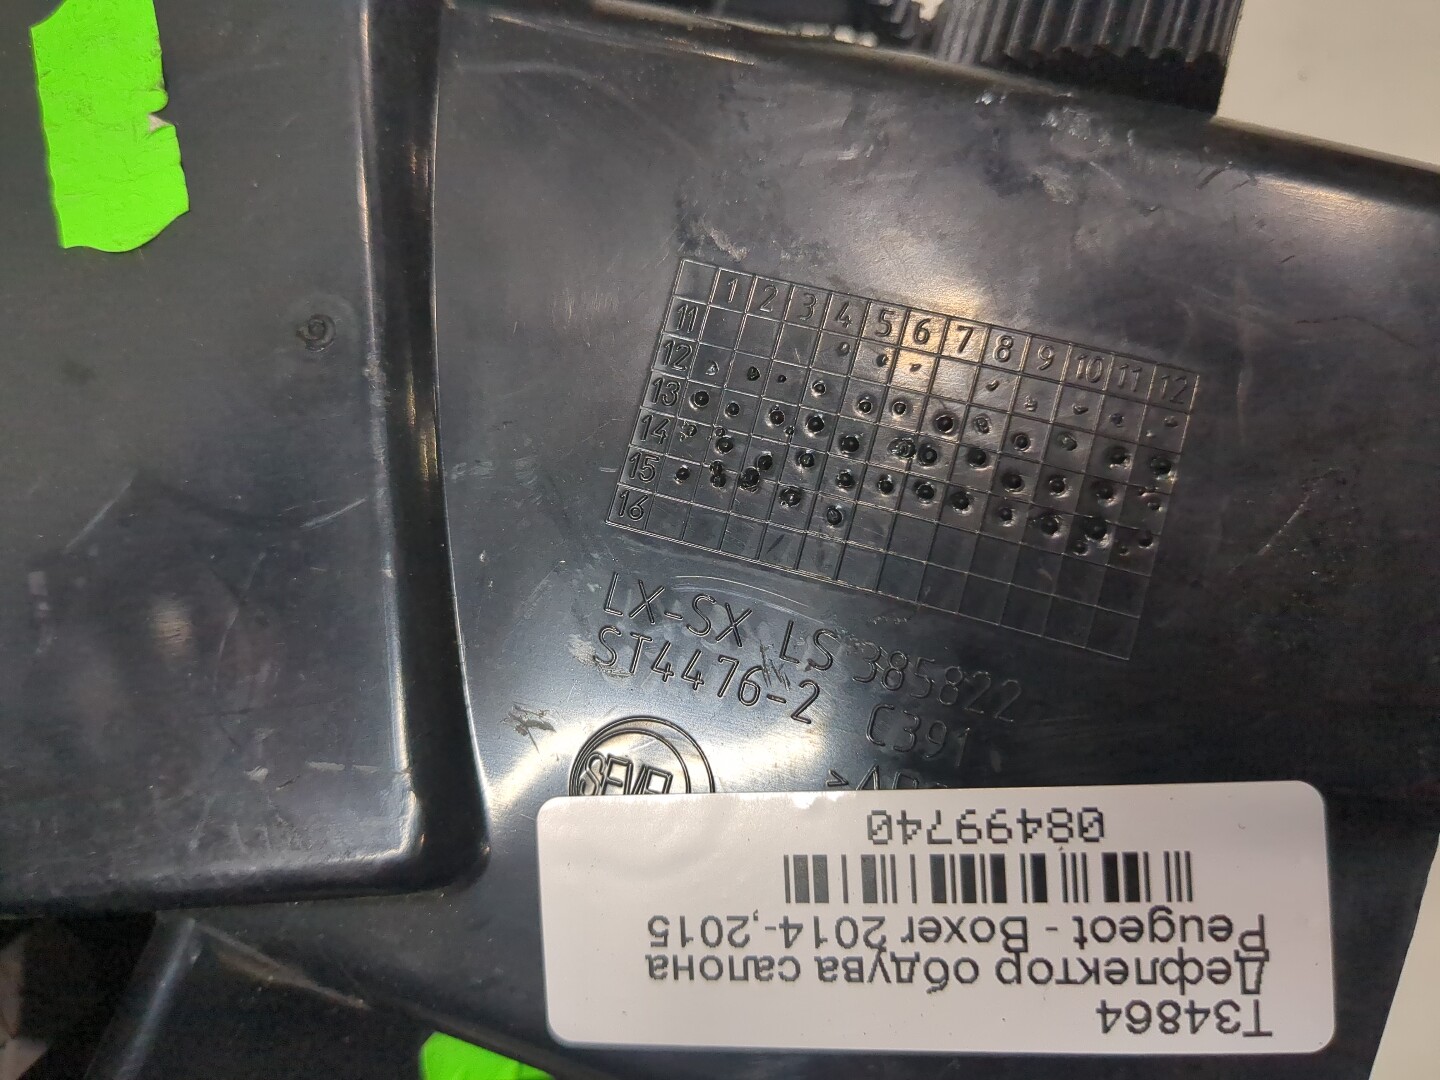 1 2 3 4 5 6 7 8 9 10 11 12
11
12
13
14
15
16
LX-SX LS 385822
ST4476-2 C391
SEVEL
T34864
Дефлектор обдува салона
Peugeot - Boxer 2014-,2015
08499740